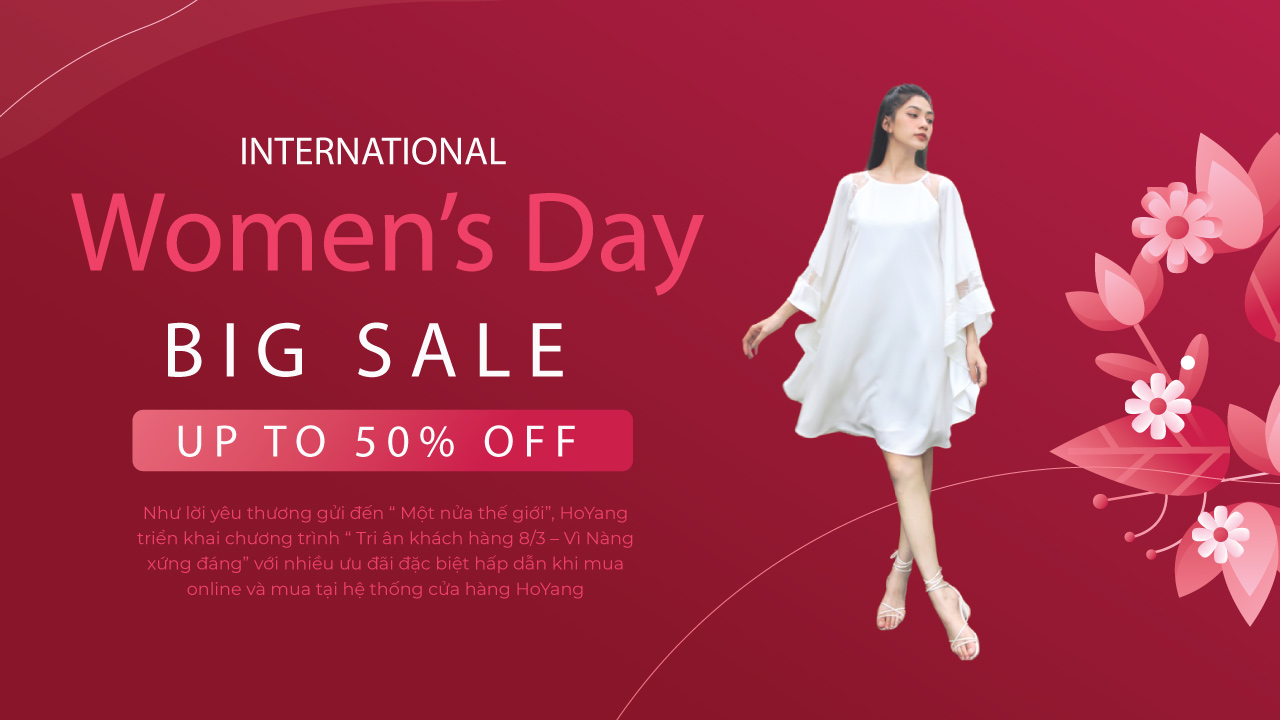 INTERNATIONAL
Women’s Day
BIG SALE
UP TO 50% OFF
Như lời yêu thương gửi đến “ Một nửa thế giới”, HoYang
triển khai chương trình “ Tri ân khách hàng 8/3 – Vì Nàng
xứng đáng” với nhiều ưu đãi đặc biệt hấp dẫn khi mua
online và mua tại hệ thống cửa hàng HoYang